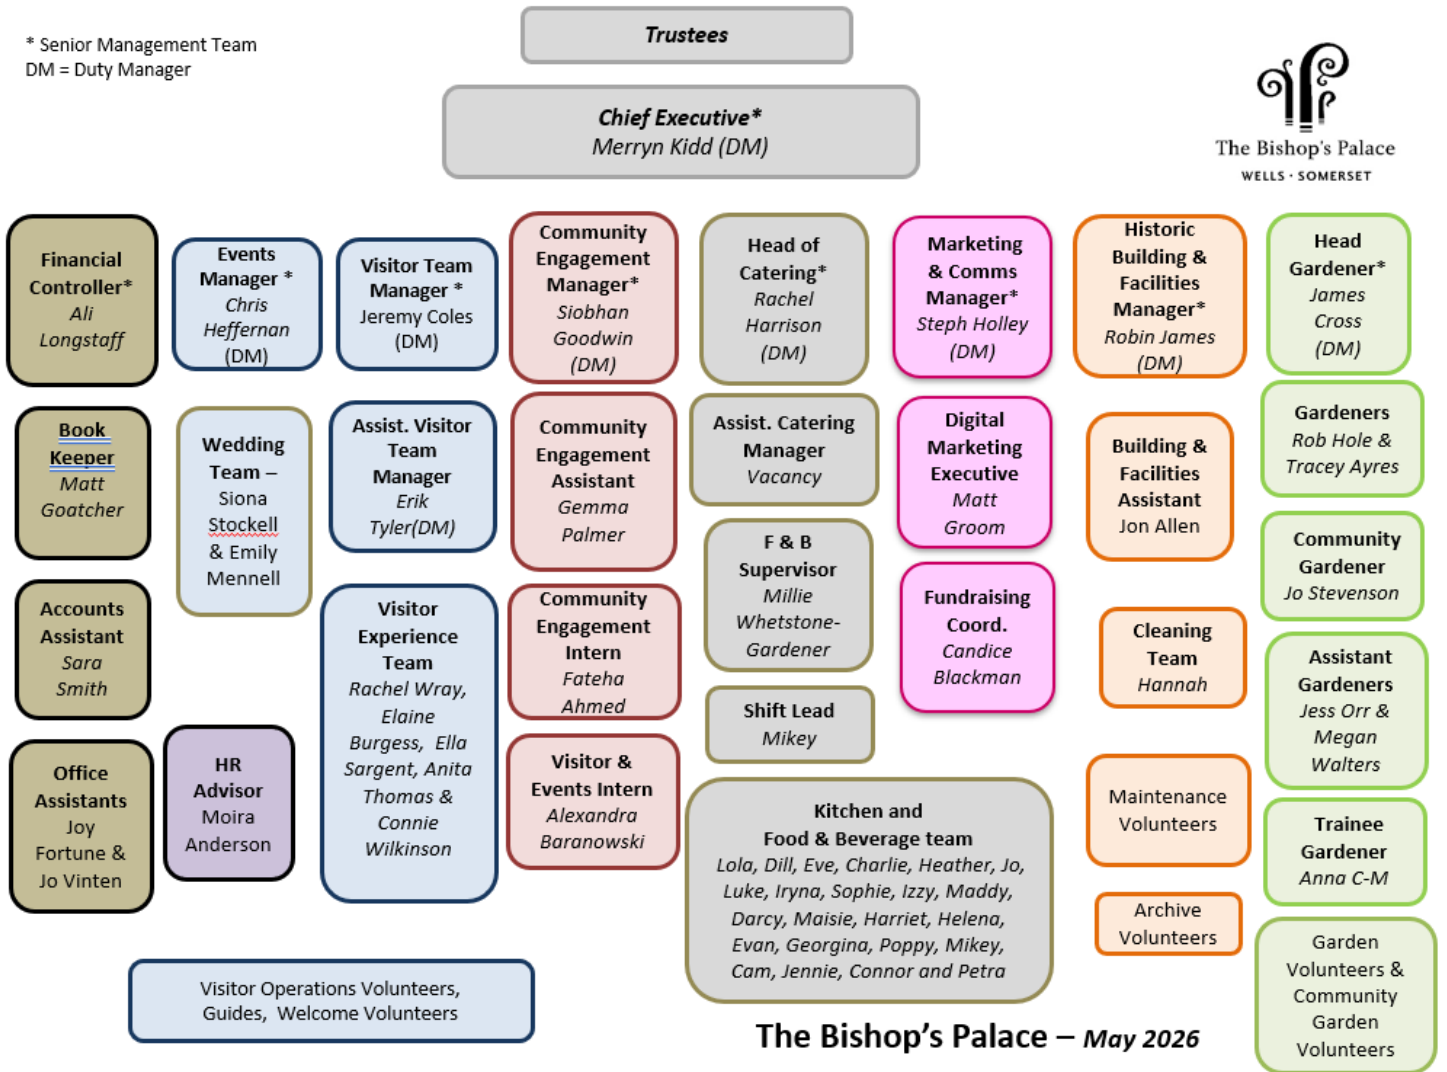 * Senior Management Team
DM = Duty Manager
Trustees
Chief Executive*
Merryn Kidd (DM)
The Bishop's Palace
WELLS · SOMERSET
Financial
Controller*
Ali
Longstaff
Events
Manager *
Chris
Heffernan
(DM)
Visitor Team
Manager *
Jeremy Coles
(DM)
Community
Engagement
Manager*
Siobhan
Goodwin
(DM)
Head of
Catering*
Rachel
Harrison
(DM)
Marketing
& Comms
Manager*
Steph Holley
(DM)
Historic
Building &
Facilities
Manager*
Robin James
(DM)
Head
Gardener*
James
Cross
(DM)
Book
Keeper
Matt
Goatcher
Wedding
Team –
Siona
Stockell
& Emily
Mennell
Assist. Visitor
Team
Manager
Erik
Tyler(DM)
Community
Engagement
Assistant
Gemma
Palmer
Assist. Catering
Manager
Vacancy
Digital
Marketing
Executive
Matt
Groom
Building &
Facilities
Assistant
Jon Allen
Gardeners
Rob Hole &
Tracey Ayres
Accounts
Assistant
Sara
Smith
Visitor
Experience
Team
Rachel Wray,
Elaine
Burgess, Ella
Sargent, Anita
Thomas &
Connie
Wilkinson
Community
Engagement
Intern
Fateha
Ahmed
F & B
Supervisor
Millie
Whetstone-
Gardener
Fundraising
Coord.
Candice
Blackman
Cleaning
Team
Hannah
Community
Gardener
Jo Stevenson
Office
Assistants
Joy
Fortune &
Jo Vinten
HR
Advisor
Moira
Anderson
Visitor &
Events Intern
Alexandra
Baranowski
Shift Lead
Mikey
Assistant
Gardeners
Jess Orr &
Megan
Walters
Kitchen and
Food & Beverage team
Lola, Dill, Eve, Charlie, Heather, Jo,
Luke, Iryna, Sophie, Izzy, Maddy,
Darcy, Maisie, Harriet, Helena,
Evan, Georgina, Poppy, Mikey,
Cam, Jennie, Connor and Petra
Maintenance
Volunteers
Trainee
Gardener
Anna C-M
Archive
Volunteers
Garden
Volunteers &
Community
Garden
Volunteers
Visitor Operations Volunteers,
Guides, Welcome Volunteers
The Bishop's Palace – May 2026